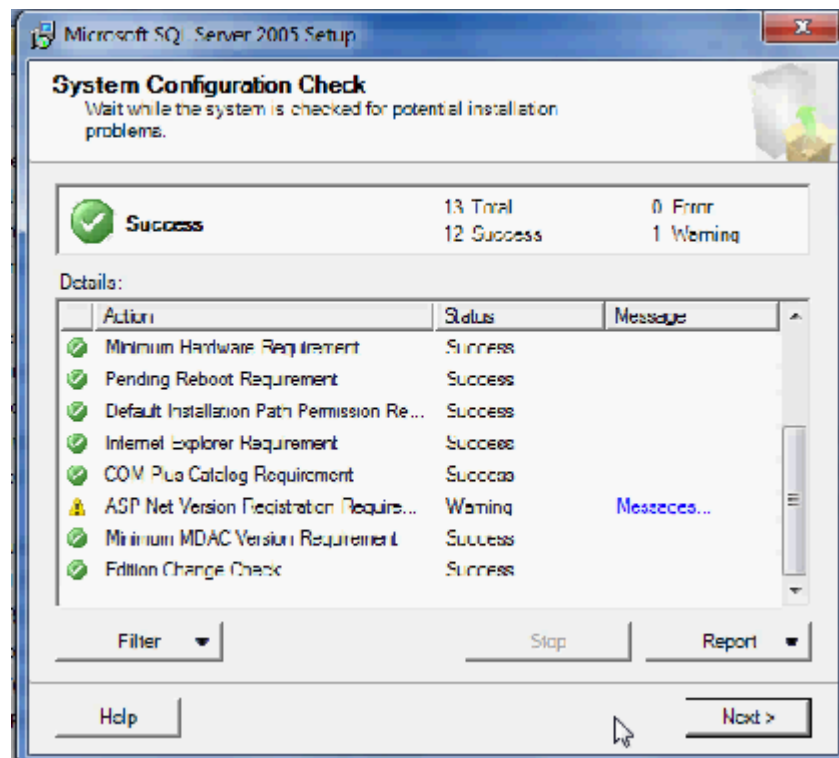 Microsoft SQL Server 2005 Setup
System Configuration Check
Wait while the system is checked for potential installation
problems.
Success
13 Total
0 Error
12 Success
1 Warning
Details:
Action Status Message
Minimum Hardware Requirement Success
Pending Reboot Requirement Success
Default Installation Path Permission Re... Success
Internet Explorer Requirement Success
COM Plus Catalog Requirement Success
ASP.Net Version Registration Require... Warning Messages...
Minimum MDAC Version Requirement Success
Edition Change Check Success
Filter Stop Report
Help Next >